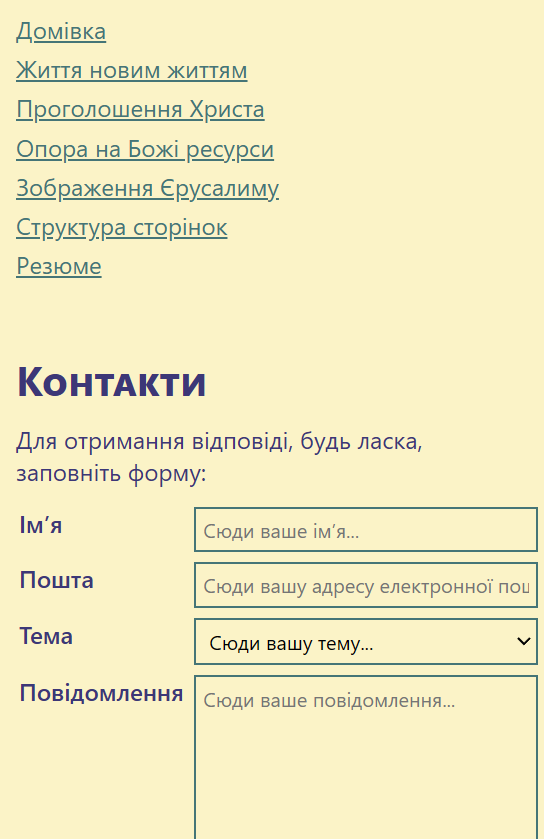 Домівка
Життя новим життям
Проголошення Христа
Опора на Божі ресурси
Зображення Єрусалиму
Структура сторінок
Резюме
Контакти
Для отримання відповіді, будь ласка,
заповніть форму:
Ім’я
Сюди ваше ім’я...
Пошта
Сюди вашу адресу електронної пош
Тема
Сюди вашу тему...
Повідомлення
Сюди ваше повідомлення...